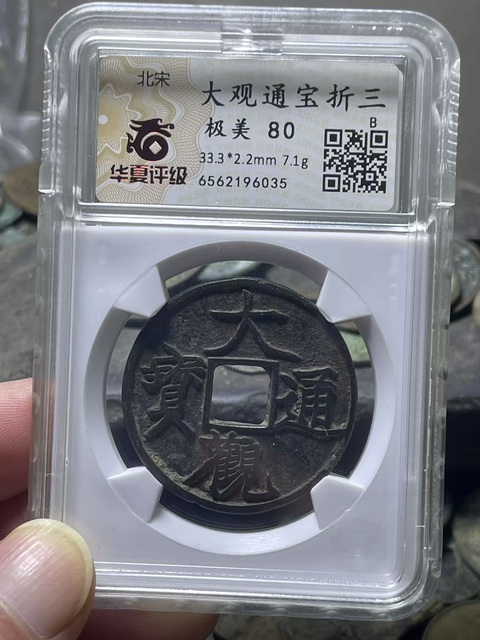 北宋
华夏评级
大观通宝折三
极美 80
B
33.3*2.2mm 7.1g
6562196035
大觀通寶